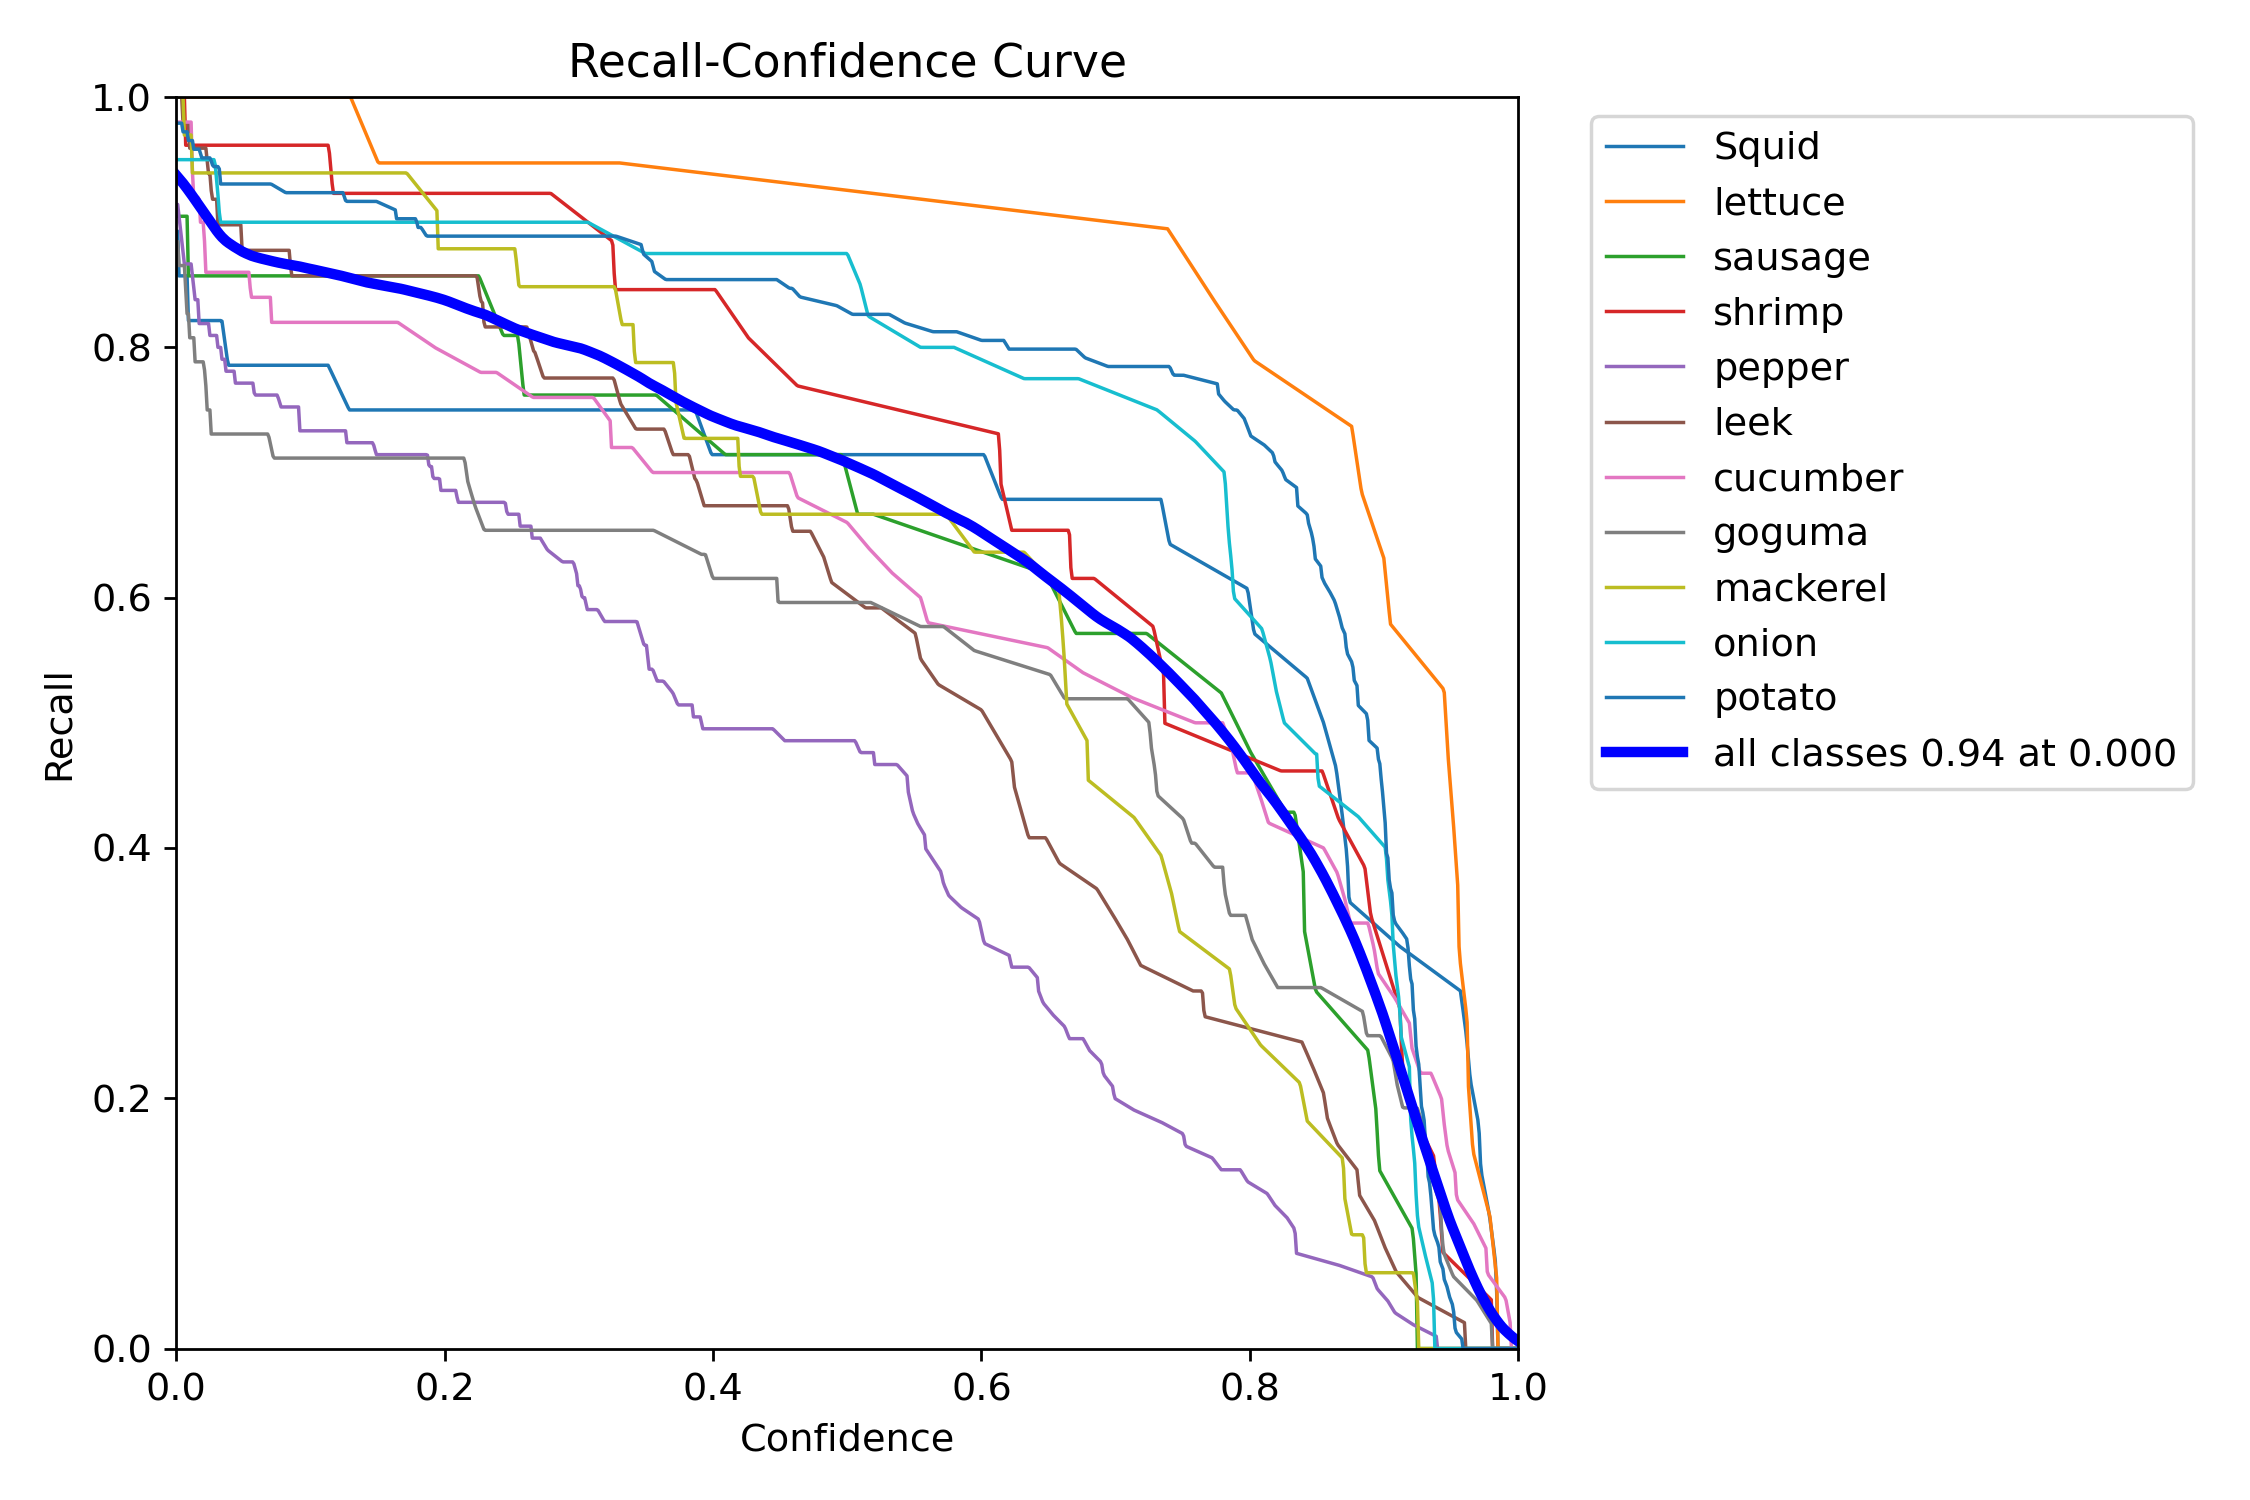 Recall-Confidence Curve
1.0
0.8
0.6
0.4
0.2
0.0
Recall
0.0 0.2 0.4 0.6 0.8 1.0
Confidence
Squid
lettuce
sausage
shrimp
pepper
leek
cucumber
goguma
mackerel
onion
potato
all classes 0.94 at 0.000